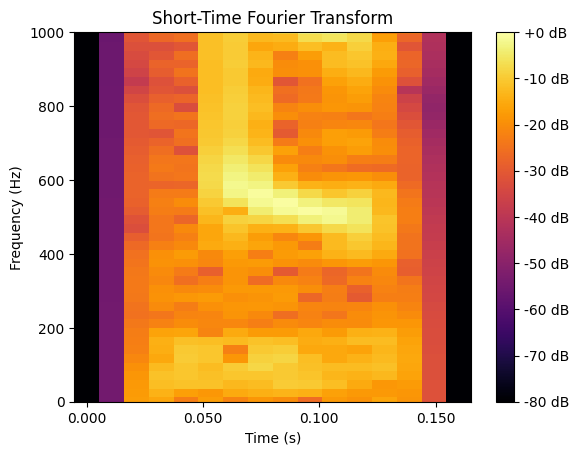 Short-Time Fourier Transform
Frequency (Hz)
1000
800
600
400
200
0
0.000
0.050
0.100
0.150
Time (s)
+0 dB
-10 dB
-20 dB
-30 dB
-40 dB
-50 dB
-60 dB
-70 dB
-80 dB